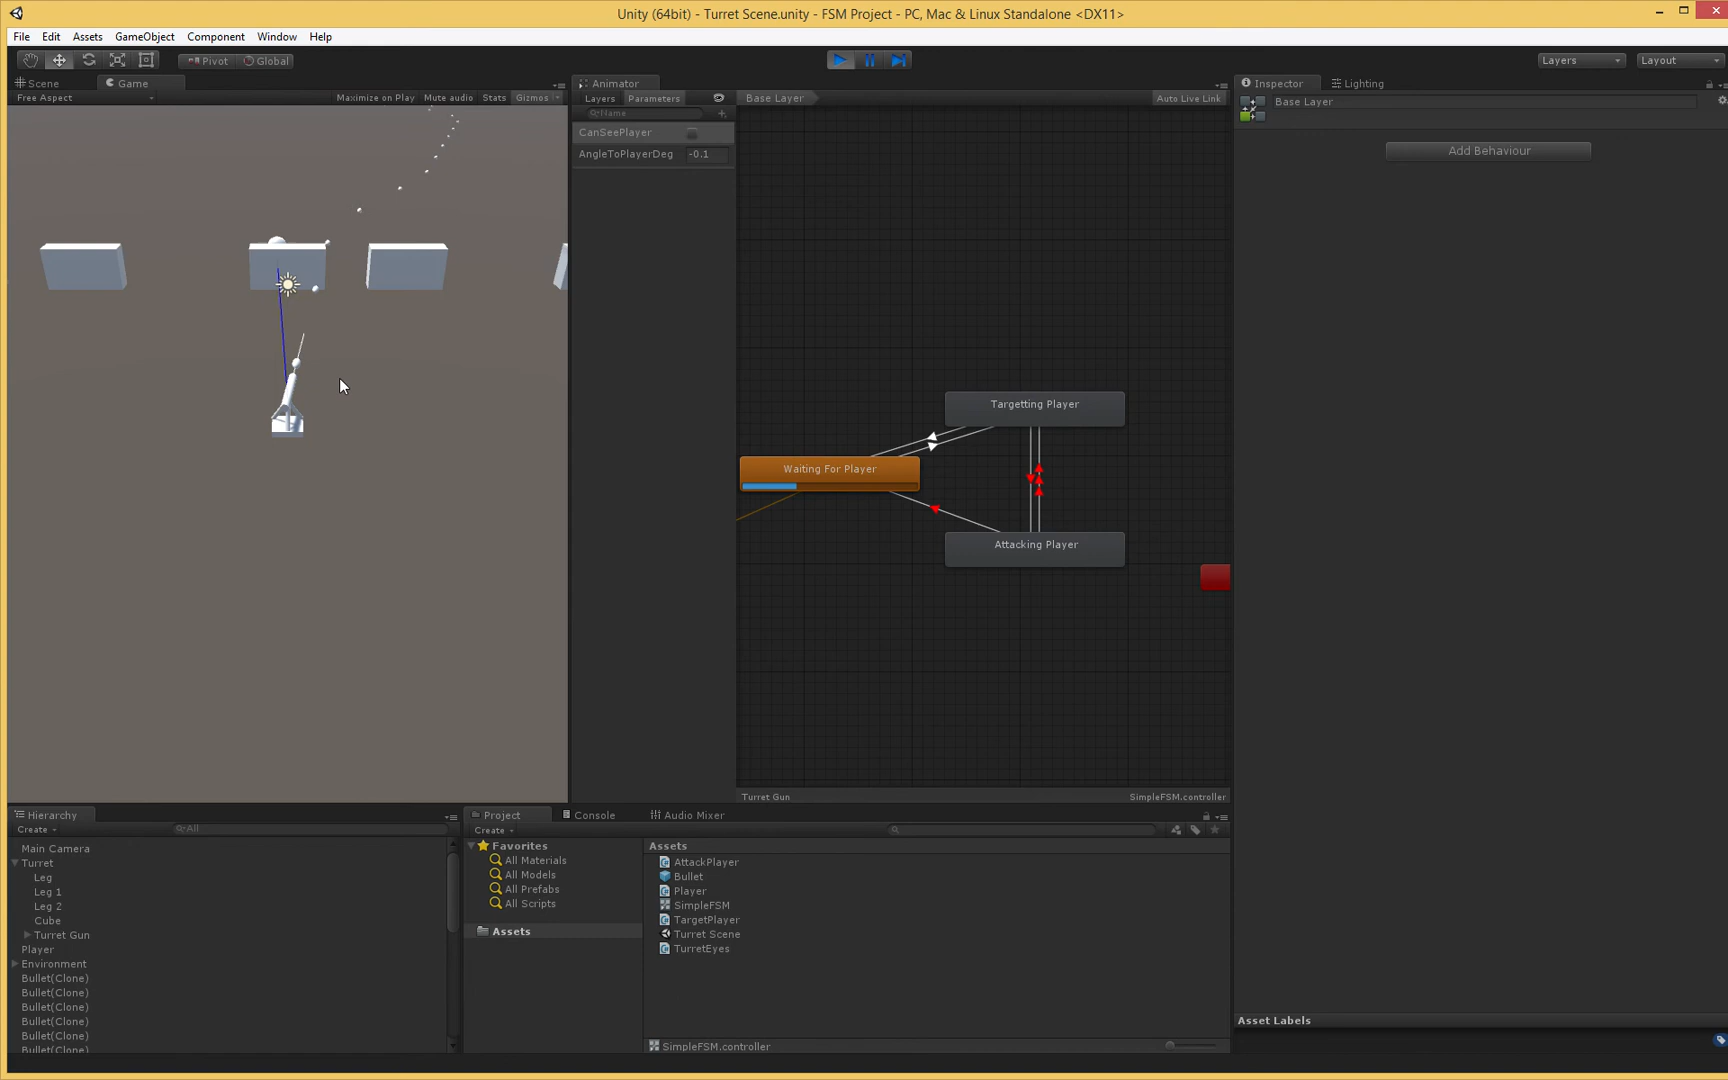 Unity (64bit) - Turret Scene.unity - FSM Project - PC, Mac & Linux Standalone <DX11>
File Edit Assets GameObject Component Window Help
Pivot Global Layers Layout
Scene Game Animator Inspector Lighting
Free Aspect Maximize on Play Mute audio Stats Gizmos Layers Parameters Base Layer Auto Live Link Base Layer
Name
CanSeePlayer
AngleToPlayerDeg -0.1
Add Behaviour
Targetting Player
Waiting For Player
Attacking Player
Turret Gun SimpleFSM.controller
Hierarchy Project Console Audio Mixer
Create All Create
Main Camera
Turret
Leg
Leg 1
Leg 2
Cube
Turret Gun
Player
Environment
Bullet(Clone)
Bullet(Clone)
Bullet(Clone)
Bullet(Clone)
Bullet(Clone)
Bullet(Clone)
Favorites
All Materials
All Models
All Prefabs
All Scripts
Assets
Assets
AttackPlayer
Bullet
Player
SimpleFSM
TargetPlayer
Turret Scene
TurretEyes
SimpleFSM.controller
Asset Labels